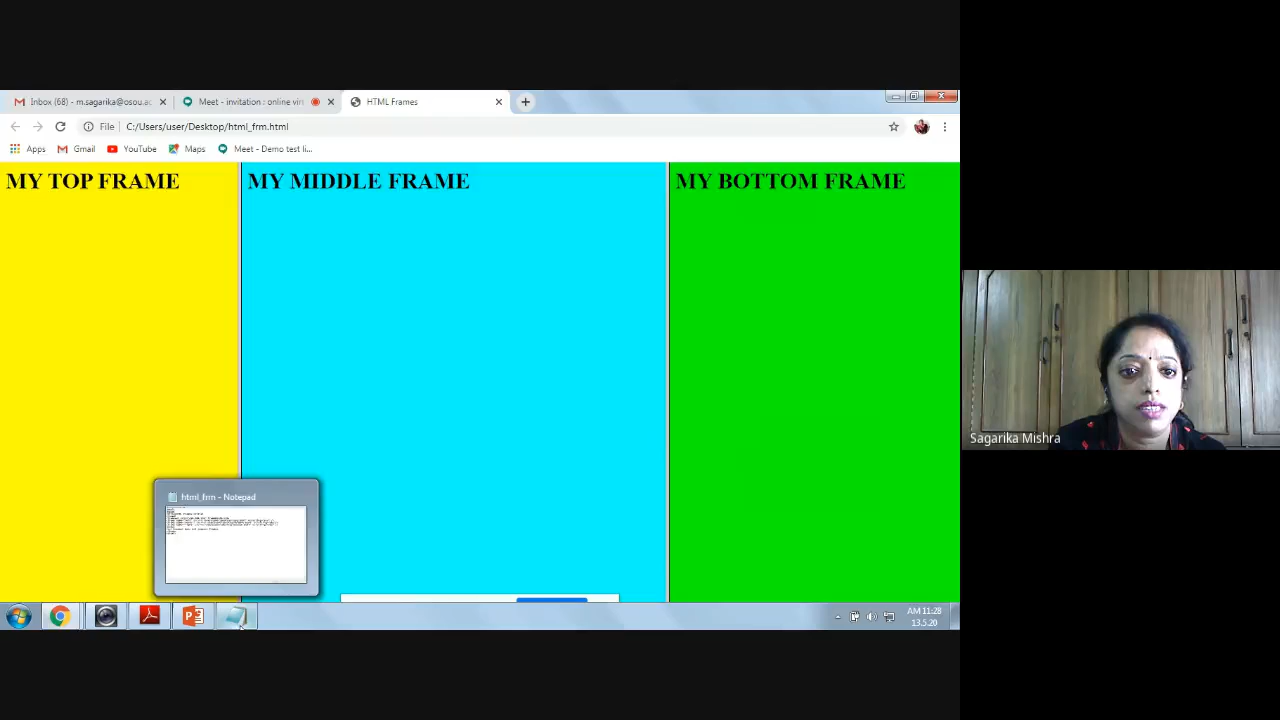 Inbox (68) - m.sagarika@osou.ac
Meet - invitation : online virt
HTML Frames
File
C:/Users/user/Desktop/html_frm.html
Apps
Gmail
YouTube
Maps
Meet - Demo test li...
MY TOP FRAME
MY MIDDLE FRAME
MY BOTTOM FRAME
Sagarika Mishra
html_frm - Notepad
AM 11:28
13.5.20